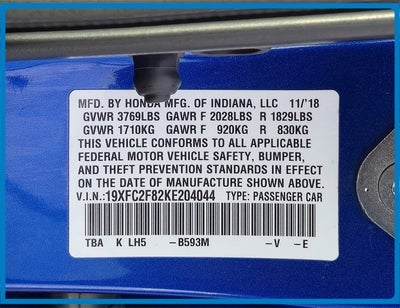 MFD. BY HONDA MFG. OF INDIANA, LLC 11/'18
GVWR 3769LBS GAWR F 2028LBS R 1829LBS
GVWR 1710KG GAWR F 920KG R 830KG
THIS VEHICLE CONFORMS TO ALL APPLICABLE
FEDERAL MOTOR VEHICLE SAFETY, BUMPER,
AND THEFT PREVENTION STANDARDS IN EFFECT
ON THE DATE OF MANUFACTURE SHOWN ABOVE.
V.I.N.:19XFC2F82KE204044 TYPE: PASSENGER CAR
TBA K LH5 -B593M -V -E